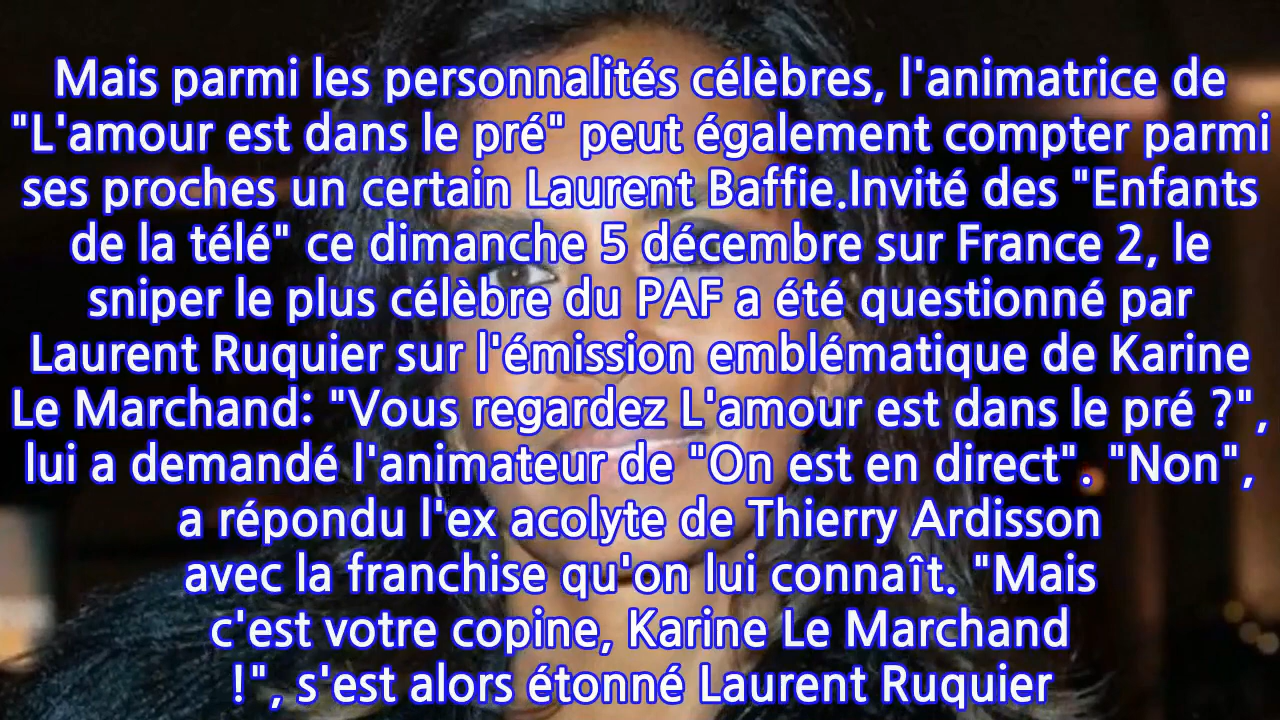 Mais parmi les personnalités célèbres, l'animatrice de
"L'amour est dans le pré" peut également compter parmi
ses proches un certain Laurent Baffie.Invité des "Enfants
de la télé" ce dimanche 5 décembre sur France 2, le
sniper le plus célèbre du PAF a été questionné par
Laurent Ruquier sur l'émission emblématique de Karine
Le Marchand: "Vous regardez L'amour est dans le pré ?",
lui a demandé l'animateur de "On est en direct". "Non",
a répondu l'ex acolyte de Thierry Ardisson
avec la franchise qu'on lui connaît. "Mais
c'est votre copine, Karine Le Marchand
!", s'est alors étonné Laurent Ruquier